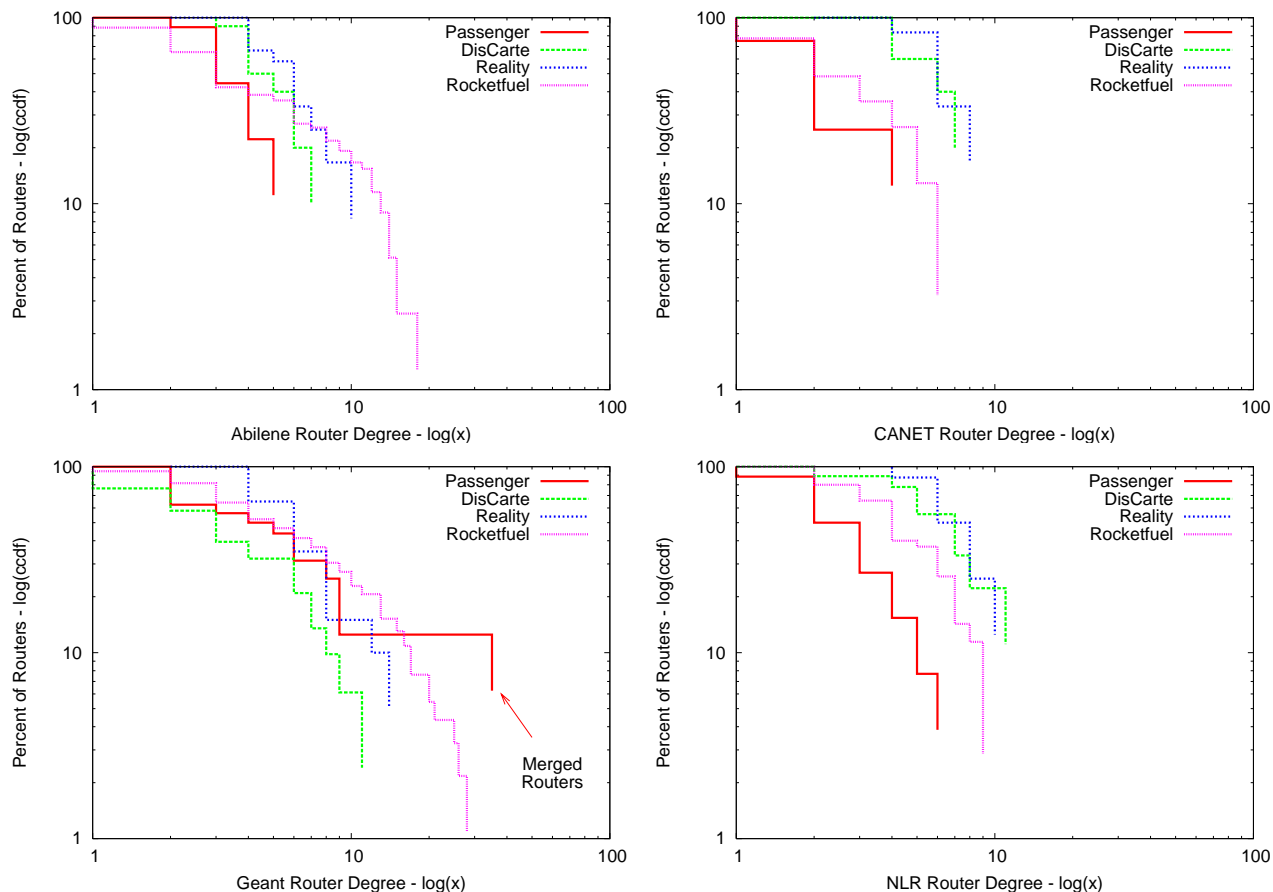 100
10
1
Percent of Routers - log(ccdf)
Passenger
DisCarte
Reality
Rocketfuel
1
10
100
Abilene Router Degree - log(x)
100
10
1
Percent of Routers - log(ccdf)
Passenger
DisCarte
Reality
Rocketfuel
1
10
100
CANET Router Degree - log(x)
100
10
1
Percent of Routers - log(ccdf)
Passenger
DisCarte
Reality
Rocketfuel
Merged
Routers
1
10
100
Geant Router Degree - log(x)
100
10
1
Percent of Routers - log(ccdf)
Passenger
DisCarte
Reality
Rocketfuel
1
10
100
NLR Router Degree - log(x)